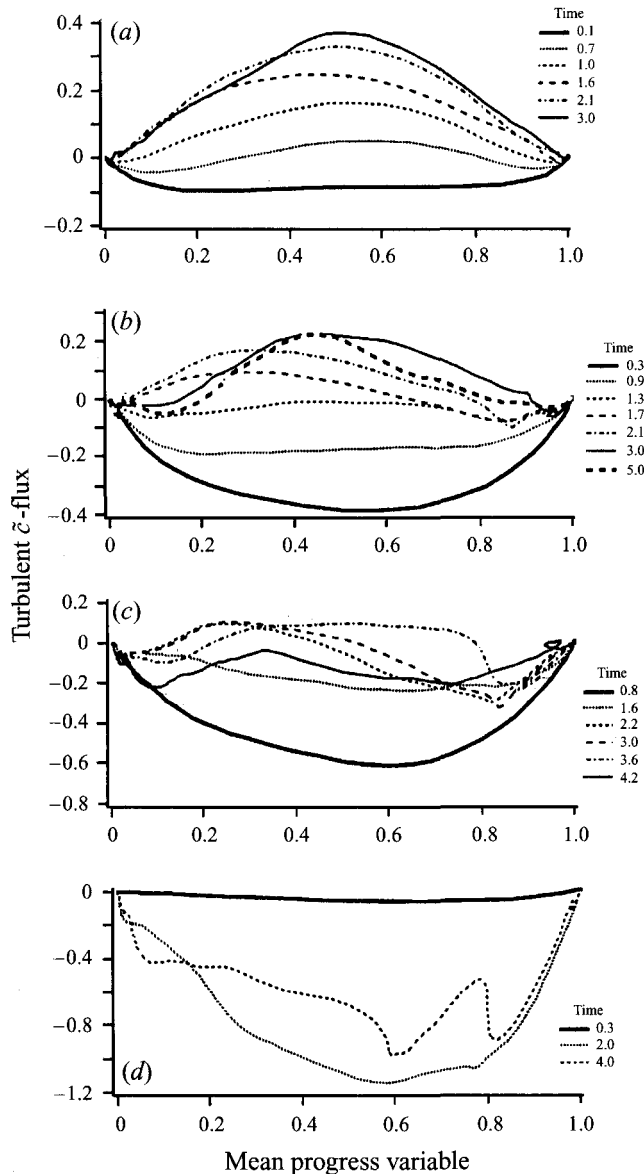 (a)
0.4
0.2
0
−0.2
0 0.2 0.4 0.6 0.8 1.0
Time
0.1
0.7
1.0
1.6
2.1
3.0
(b)
0.2
0
−0.2
−0.4
0 0.2 0.4 0.6 0.8 1.0
Time
0.3
0.9
1.3
1.7
2.1
3.0
5.0
Turbulent c̃-flux
(c)
0.2
0
−0.2
−0.4
−0.6
−0.8
0 0.2 0.4 0.6 0.8 1.0
Time
0.8
1.6
2.2
3.0
3.6
4.2
0
−0.4
−0.8
−1.2
(d)
0 0.2 0.4 0.6 0.8 1.0
Time
0.3
2.0
4.0
Mean progress variable